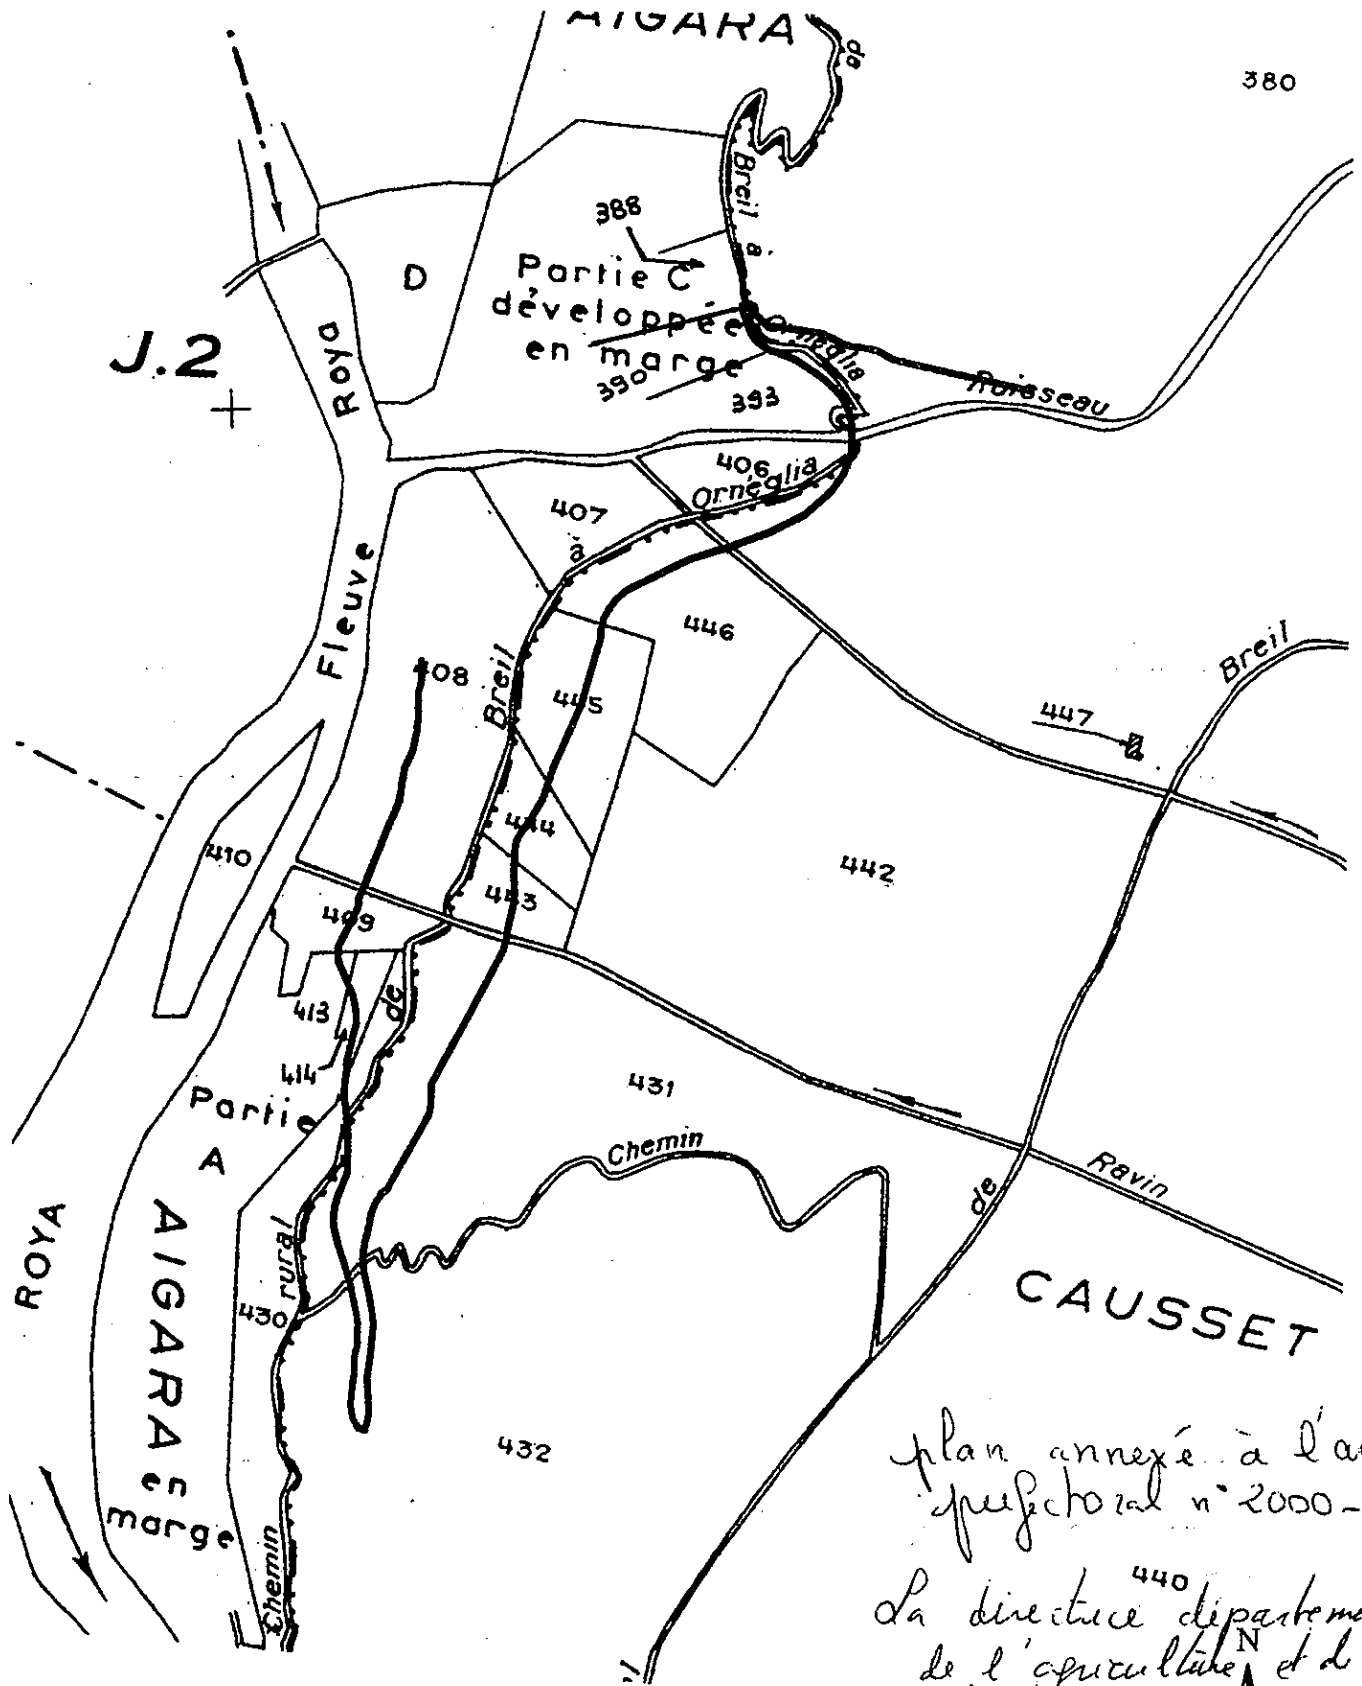 AIGARA
de
380
Breil à
388
D
Partie C
développée
en marge
J.2
Roya
Ornéglia
390
393
Ruisseau
406
Ornéglia
407
à
Fleuve
446
Breil
408
Breil
445
447
444
442
410
443
409
de
413
414
431
Partie
A
Chemin
Ravin
de
ROYA
AIGARA
rural
430
CAUSSET
432
plan annexé à l'
en
préfectoral n° 2000-
marge
440
Chemin
La directrice
N
de l'agriculture et de